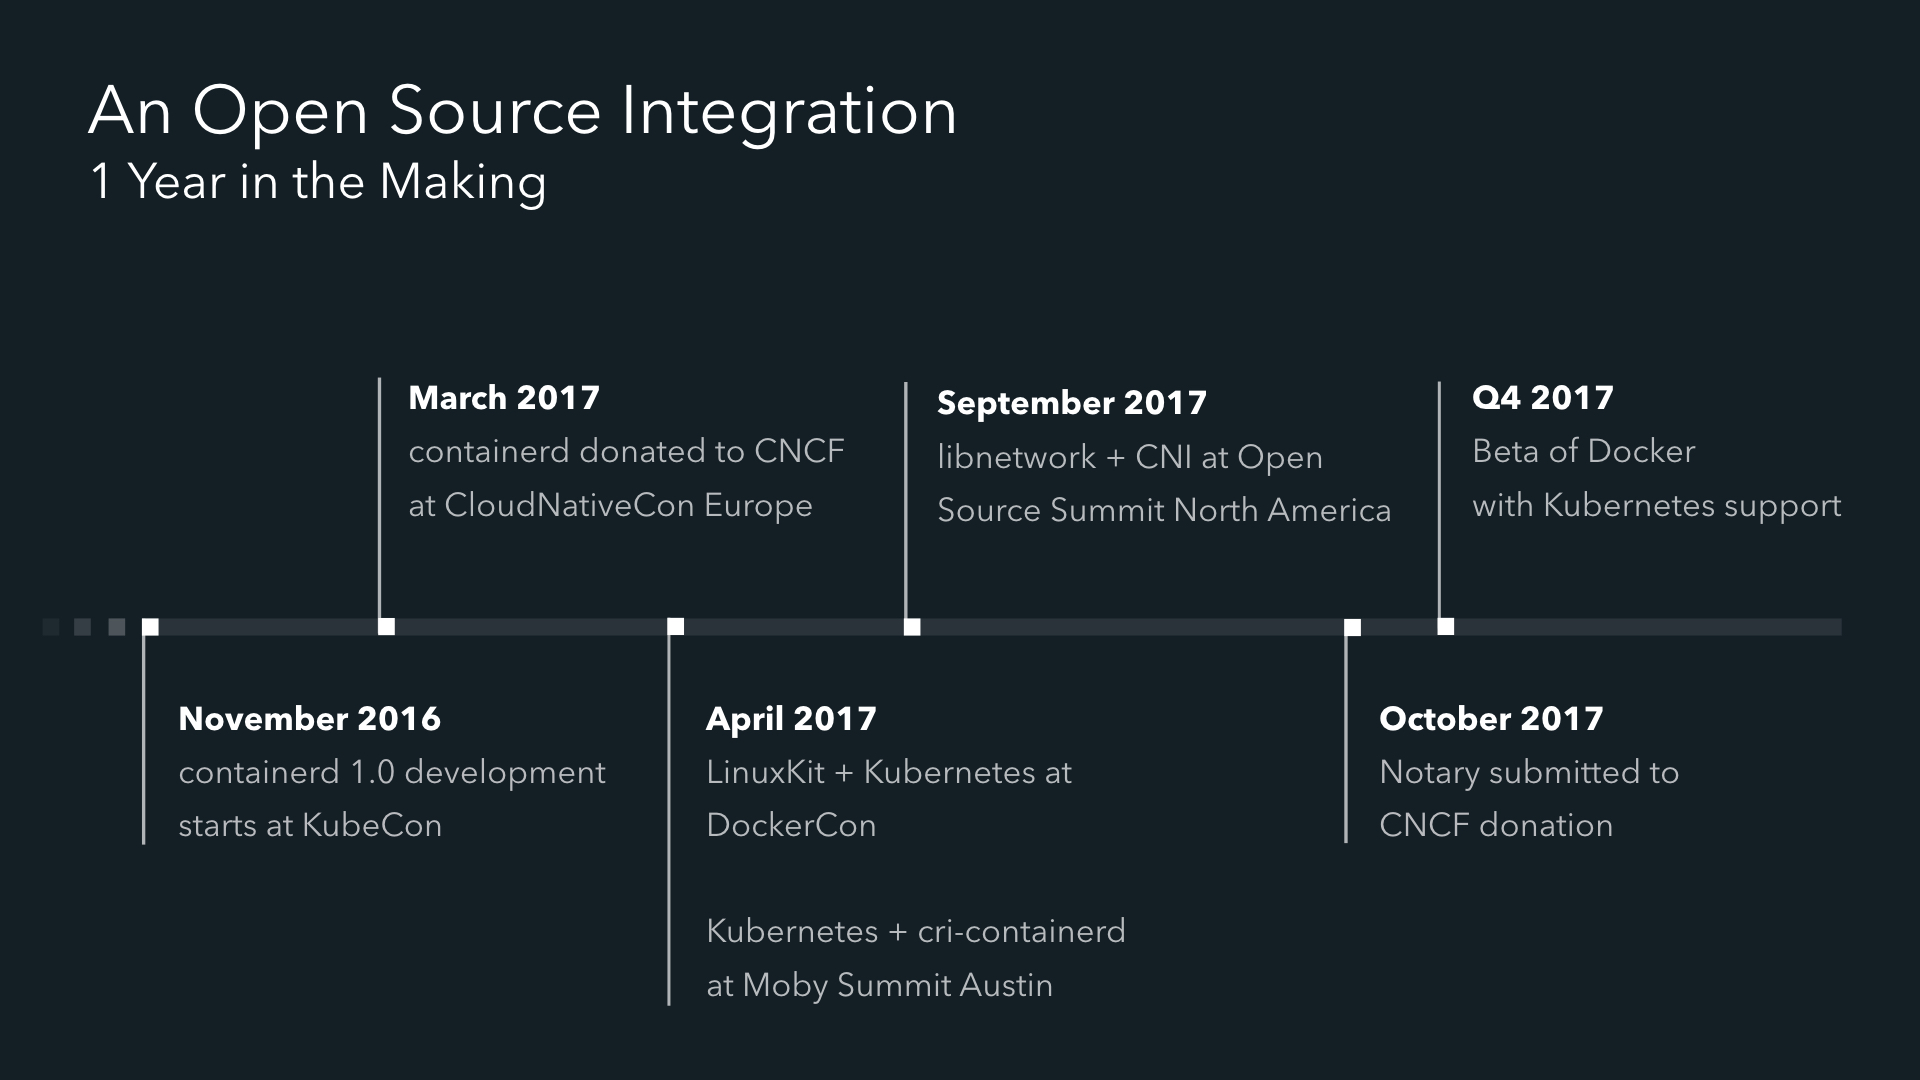 An Open Source Integration
1 Year in the Making
March 2017
containerd donated to CNCF
at CloudNativeCon Europe
September 2017
libnetwork + CNI at Open
Source Summit North America
Q4 2017
Beta of Docker
with Kubernetes support
November 2016
containerd 1.0 development
starts at KubeCon
April 2017
LinuxKit + Kubernetes at
DockerCon
Kubernetes + cri-containerd
at Moby Summit Austin
October 2017
Notary submitted to
CNCF donation